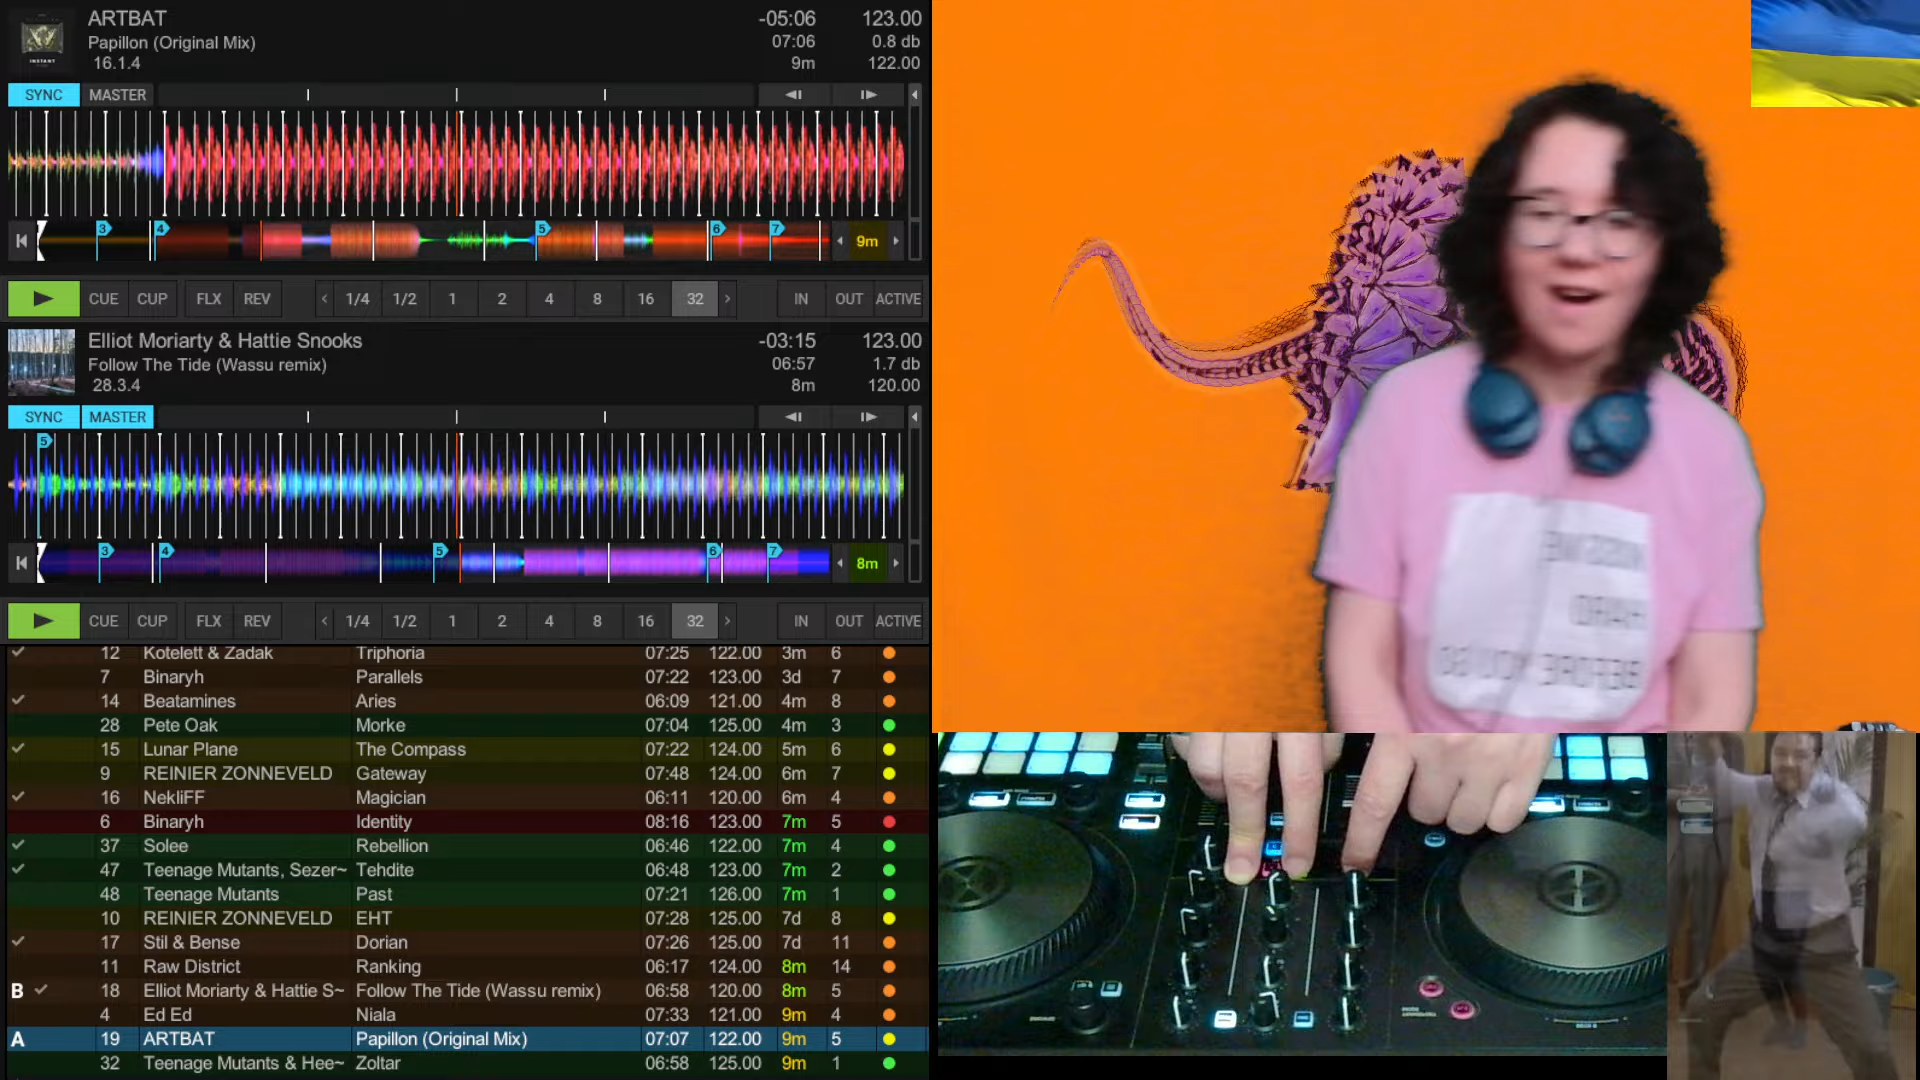 ARTBAT -05:06 123.00
Papillon (Original Mix) 07:06 0.8 db
16.1.4 9m 122.00
SYNC MASTER
3 4 5 6 7 9m
CUE CUP FLX REV 1/4 1/2 1 2 4 8 16 32 IN OUT ACTIVE
Elliot Moriarty & Hattie Snooks -03:15 123.00
Follow The Tide (Wassu remix) 06:57 1.7 db
28.3.4 8m 120.00
SYNC MASTER
5
3 4 5 6 7 8m
CUE CUP FLX REV 1/4 1/2 1 2 4 8 16 32 IN OUT ACTIVE
12 Kotelett & Zadak Triphoria 07:25 122.00 3m 6
7 Binaryh Parallels 07:22 123.00 3d 7
14 Beatamines Aries 06:09 121.00 4m 8
28 Pete Oak Morke 07:04 125.00 4m 3
15 Lunar Plane The Compass 07:22 124.00 5m 6
9 REINIER ZONNEVELD Gateway 07:48 124.00 6m 7
16 NekliFF Magician 06:11 120.00 6m 4
6 Binaryh Identity 08:16 123.00 7m 5
37 Solee Rebellion 06:46 122.00 7m 4
47 Teenage Mutants, Sezer~ Tehdite 06:48 123.00 7m 2
48 Teenage Mutants Past 07:21 126.00 7m 1
10 REINIER ZONNEVELD EHT 07:28 125.00 7d 8
17 Stil & Bense Dorian 07:26 125.00 7d 11
11 Raw District Ranking 06:17 124.00 8m 14
B 18 Elliot Moriarty & Hattie S~ Follow The Tide (Wassu remix) 06:58 120.00 8m 5
4 Ed Ed Niala 07:33 121.00 9m 4
A 19 ARTBAT Papillon (Original Mix) 07:07 122.00 9m 5
32 Teenage Mutants & Hee~ Zoltar 06:58 125.00 9m 1